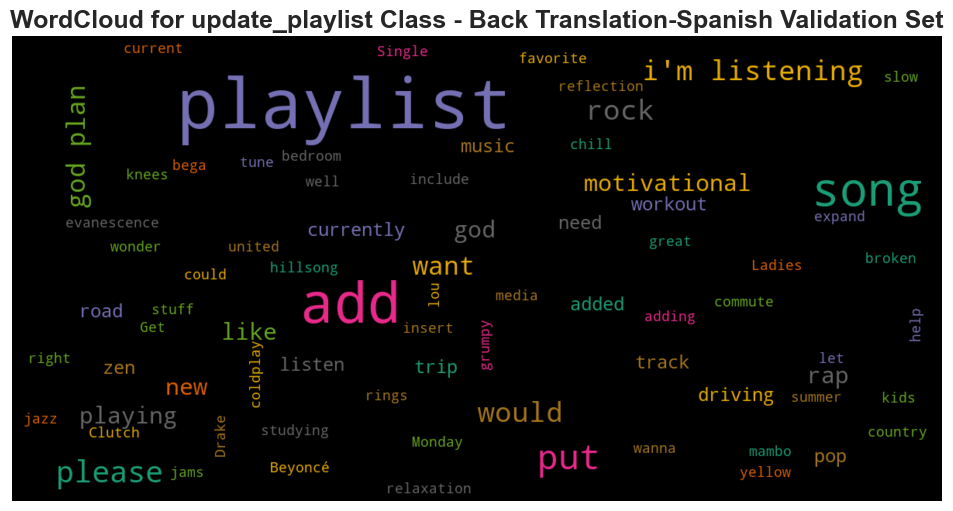 WordCloud for update_playlist Class - Back Translation-Spanish Validation Set
current
Single
favorite
i'm listening
slow
reflection
playlist
rock
god plan
music
chill
bega
tune
bedroom
knees
well
include
motivational
song
workout
expand
evanescence
currently
god
need
wonder
united
great
could
hillsong
want
Ladies
broken
add
lou
media
added
commute
road
stuff
adding
help
Get
like
insert
grumpy
right
zen
coldplay
listen
trip
track
let
rap
new
rings
driving
summer
kids
jazz
playing
Clutch
Drake
studying
would
Monday
country
please
jams
Beyoncé
put
wanna
mambo
pop
yellow
relaxation